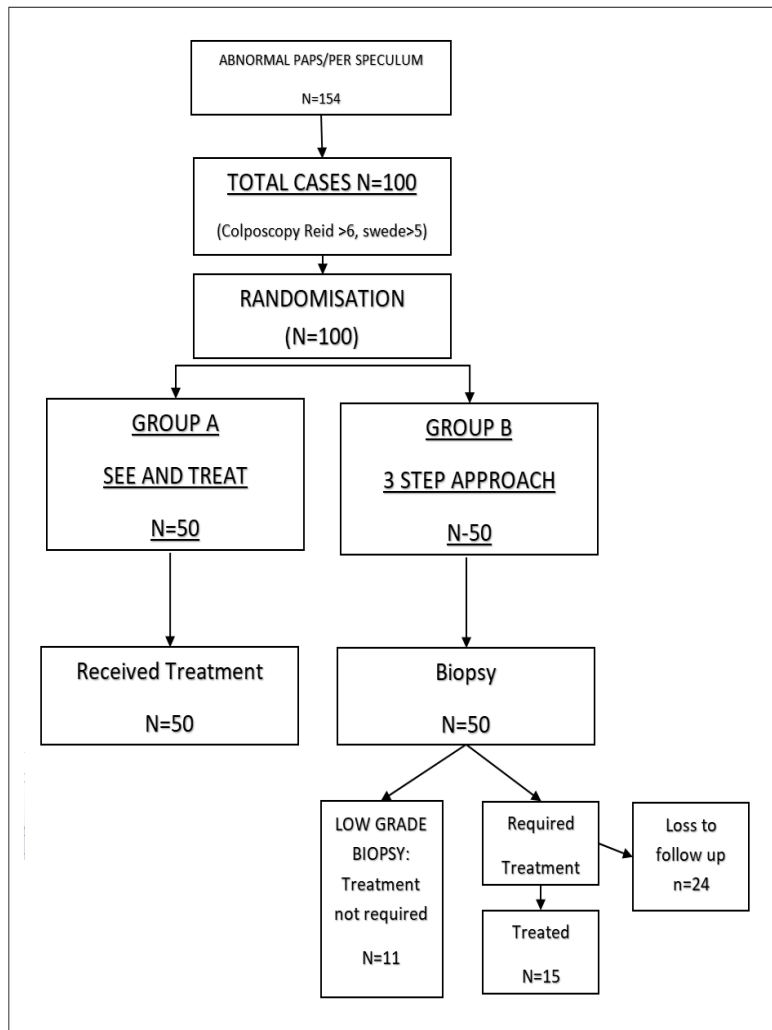 ABNORMAL PAPS/PER SPECULUM
N=154
TOTAL CASES N=100
(Colposcopy Reid >6, swede>5)
RANDOMISATION
(N=100)
GROUP A
SEE AND TREAT
N=50
GROUP B
3 STEP APPROACH
N-50
Received Treatment
N=50
Biopsy
N=50
LOW GRADE
BIOPSY:
Treatment
not required
N=11
Required
Treatment
Loss to
follow up
n=24
Treated
N=15